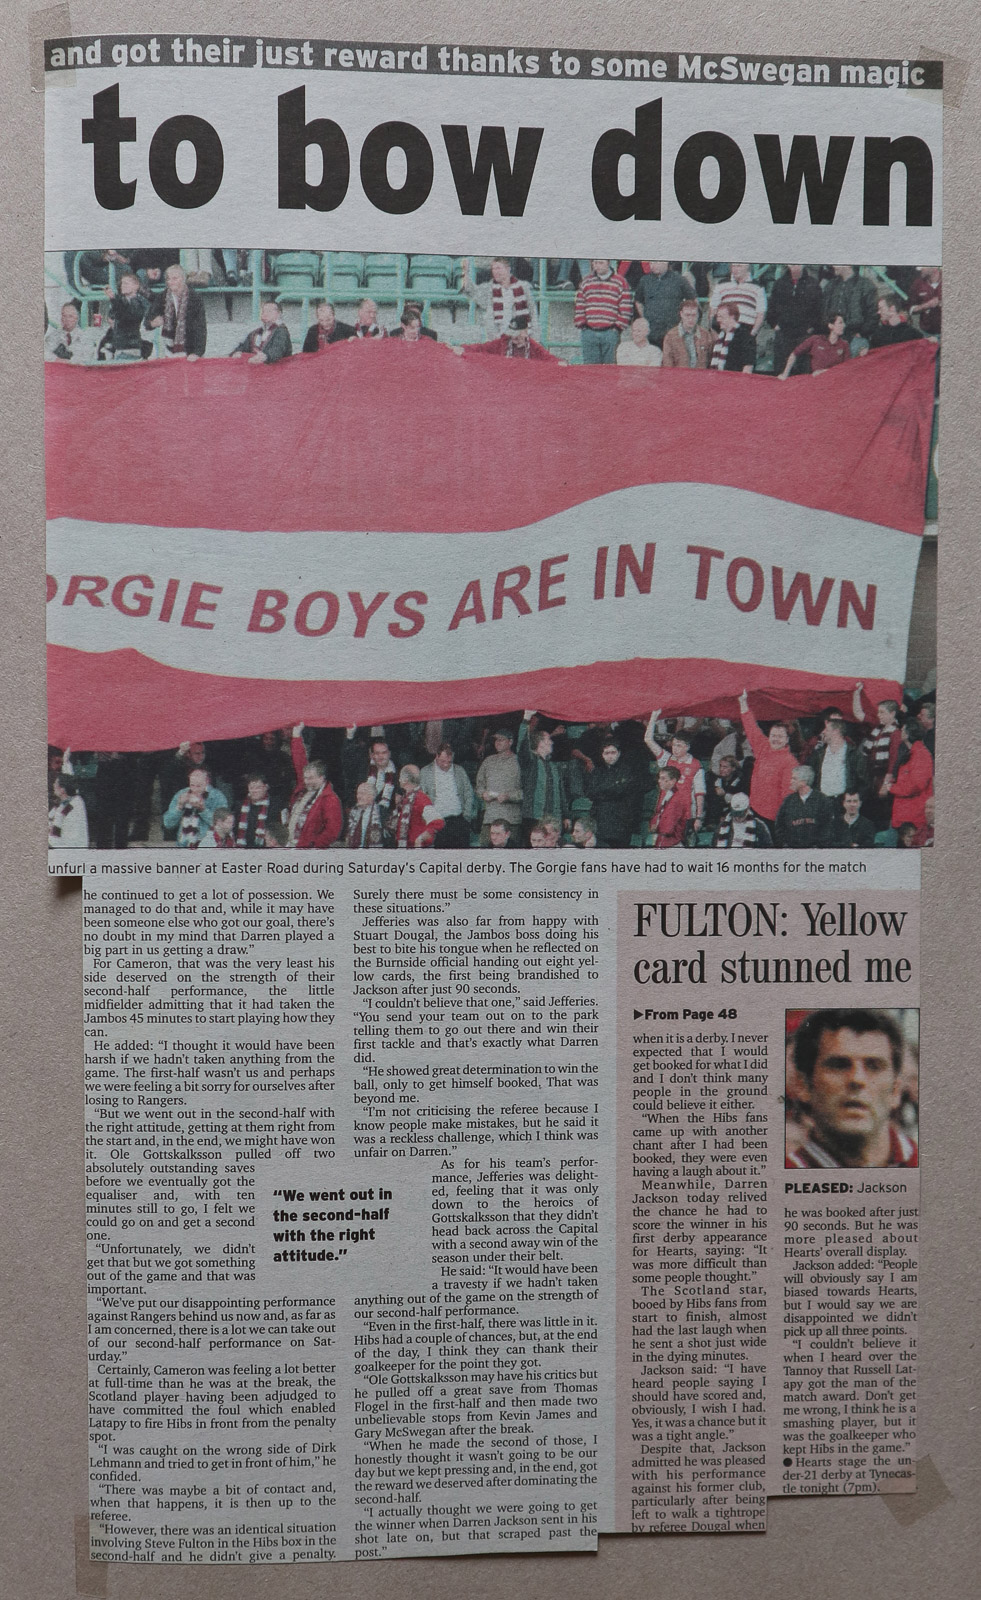 and got their just reward thanks to some McSwegan magic
to bow down
ORGIE BOYS ARE IN TOWN
unfurl a massive banner at Easter Road during Saturday's Capital derby. The Gorgie fans have had to wait 16 months for the match
he continued to get a lot of possession. We
managed to do that and, while it may have
been someone else who got our goal, there's
no doubt in my mind that Darren played a
big part in us getting a draw."
For Cameron, that was the very least his
side deserved on the strength of their
second-half performance, the little
midfielder admitting that it had taken the
Jambos 45 minutes to start playing how they
can.
He added: "I thought it would have been
harsh if we hadn't taken anything from the
game. The first-half wasn't us and perhaps
we were feeling a bit sorry for ourselves after
losing to Rangers.
"But we went out in the second-half with
the right attitude, getting at them right from
the start and, in the end, we might have won
it. Ole Gottskalksson pulled off two
absolutely outstanding saves
before we eventually got the
equaliser and, with ten
minutes still to go, I felt we
could go on and get a second
one.
"Unfortunately, we didn't
get that but we got something
out of the game and that was
important.
"We've put our disappointing performance
against Rangers behind us now and, as far as
I am concerned, there is a lot we can take out
of our second-half performance on Sat-
urday."
Certainly, Cameron was feeling a lot better
at full-time than he was at the break, the
Scotland player having been adjudged to
have committed the foul which enabled
Latapy to fire Hibs in front from the penalty
spot.
"I was caught on the wrong side of Dirk
Lehmann and tried to get in front of him," he
confided.
"There was maybe a bit of contact and,
when that happens, it is then up to the
referee.
"However, there was an identical situation
involving Steve Fulton in the Hibs box in the
second-half and he didn't give a penalty.
"We went out in
the second-half
with the right
attitude."
Surely there must be some consistency in
these situations."
Jefferies was also far from happy with
Stuart Dougal, the Jambos boss doing his
best to bite his tongue when he reflected on
the Burnside official handing out eight yel-
low cards, the first being brandished to
Jackson after just 90 seconds.
"I couldn't believe that one," said Jefferies.
"You send your team out on to the park
telling them to go out there and win their
first tackle and that's exactly what Darren
did.
"He showed great determination to win the
ball, only to get himself booked. That was
beyond me.
"I'm not criticising the referee because I
know people make mistakes, but he said it
was a reckless challenge, which I think was
unfair on Darren."
As for his team's perfor-
mance, Jefferies was delight-
ed, feeling that it was only
down to the heroics of
Gottskalksson that they didn't
head back across the Capital
with a second away win of the
season under their belt.
He said: "It would have been
a travesty if we hadn't taken
anything out of the game on the strength of
our second-half performance.
"Even in the first-half, there was little in it.
Hibs had a couple of chances, but, at the end
of the day, I think they can thank their
goalkeeper for the point they got.
"Ole Gottskalksson may have his critics but
he pulled off a great save from Thomas
Flogel in the first-half and then made two
unbelievable stops from Kevin James and
Gary McSwegan after the break.
"When he made the second of those, I
honestly thought it wasn't going to be our
day but we kept pressing and, in the end, got
the reward we deserved after dominating the
second-half.
"I actually thought we were going to get
the winner when Darren Jackson sent in his
shot late on, but that scraped past the
post."
FULTON: Yellow
card stunned me
▶From Page 48
when it is a derby. I never
expected that I would
get booked for what I did
and I don't think many
people in the ground
could believe it either.
"When the Hibs fans
came up with another
chant after I had been
booked, they were even
having a laugh about it."
Meanwhile, Darren
Jackson today relived
the chance he had to
score the winner in his
first derby appearance
for Hearts, saying: "It
was more difficult than
some people thought."
The Scotland star,
booed by Hibs fans from
start to finish, almost
had the last laugh when
he sent a shot just wide
in the dying minutes.
Jackson said: "I have
heard people saying I
should have scored and,
obviously, I wish I had.
Yes, it was a chance but it
was a tight angle."
Despite that, Jackson
admitted he was pleased
with his performance
against his former club,
particularly after being
left to walk a tightrope
by referee Dougal when
PLEASED: Jackson
he was booked after just
90 seconds. But he was
more pleased about
Hearts' overall display.
Jackson added: "People
will obviously say I am
biased towards Hearts,
but I would say we are
disappointed we didn't
pick up all three points.
"I couldn't believe it
when I heard over the
Tannoy that Russell Lat-
apy got the man of the
match award. Don't get
me wrong, I think he is a
smashing player, but it
was the goalkeeper who
kept Hibs in the game."
● Hearts stage the un-
der-21 derby at Tynecas-
tle tonight (7pm).